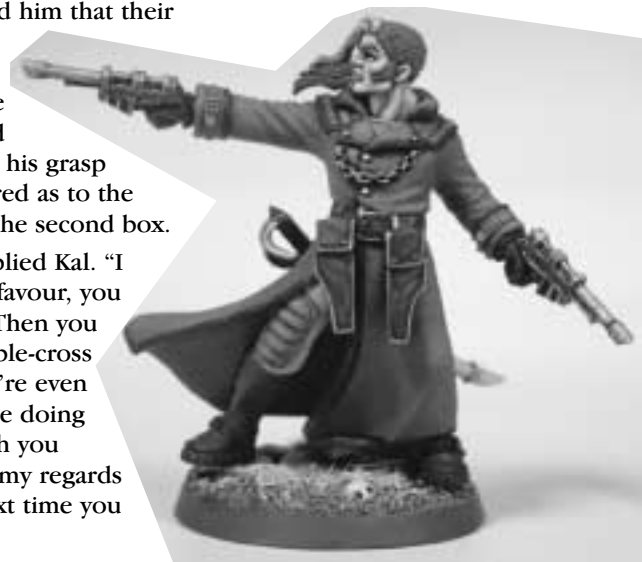 d him that their
e
d
his grasp
red as to the
he second box.
plied Kal. “I
favour, you
Then you
ble-cross
’re even
e doing
h you
my regards
xt time you